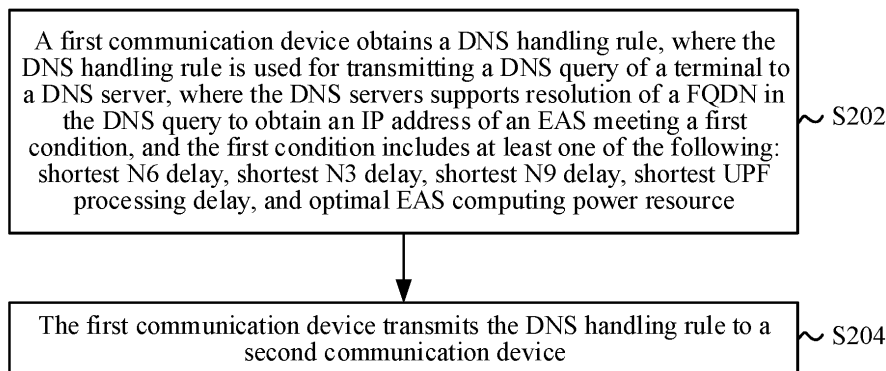 A first communication device obtains a DNS handling rule, where the
DNS handling rule is used for transmitting a DNS query of a terminal to
a DNS server, where the DNS servers supports resolution of a FQDN in
the DNS query to obtain an IP address of an EAS meeting a first
condition, and the first condition includes at least one of the following:
shortest N6 delay, shortest N3 delay, shortest N9 delay, shortest UPF
processing delay, and optimal EAS computing power resource
S202
The first communication device transmits the DNS handling rule to a
second communication device
S204